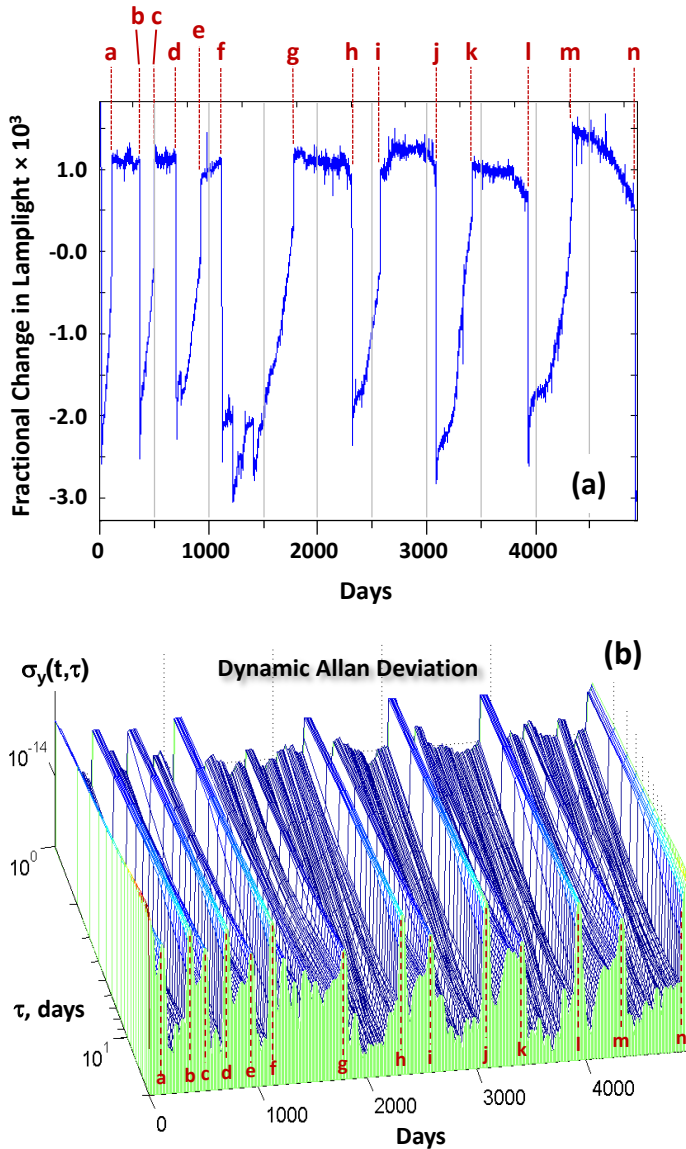 b c
e
a d f g h i j k l m n
Fractional Change in Lamplight × 10³
1.0
-0.0
-1.0
-2.0
-3.0
(a)
0 1000 2000 3000 4000
Days
σy(t,τ)
Dynamic Allan Deviation
(b)
10-14
10⁰
τ, days
10¹
a b c d e f g h i j k l m n
0 1000 2000 3000 4000
Days